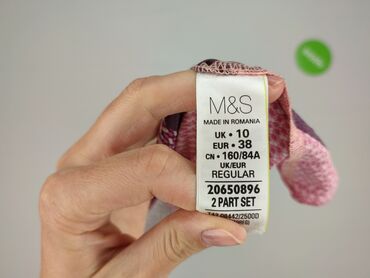 M&S
MADE IN ROMANIA
UK • 10
EUR • 38
CN • 160/84A
UK/EUR
REGULAR
20650896
2 PART SET